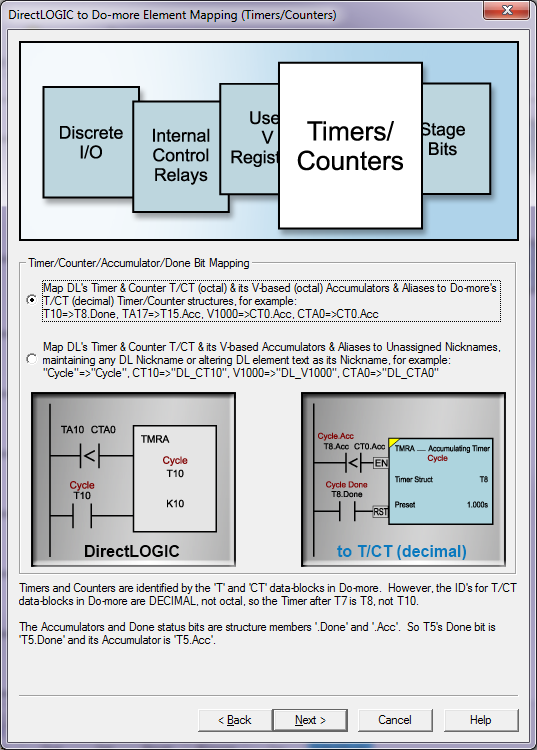 DirectLOGIC to Do-more Element Mapping (Timers/Counters)
Discrete
I/O
Internal
Control
Relays
Use
V
Regist
Timers/
Counters
Stage
Bits
Timer/Counter/Accumulator/Done Bit Mapping
Map DL's Timer & Counter T/CT (octal) & its V-based (octal) Accumulators & Aliases to Do-more's
T/CT (decimal) Timer/Counter structures, for example:
T10=>T8.Done, TA17=>T15.Acc, V1000=>CT0.Acc, CTA0=>CT0.Acc
Map DL's Timer & Counter T/CT & its V-based Accumulators & Aliases to Unassigned Nicknames,
maintaining any DL Nickname or altering DL element text as its Nickname, for example:
"Cycle"=>"Cycle", CT10=>"DL_CT10", V1000=>"DL_V1000", CTA0=>"DL_CTA0"
TA10 CTA0
TMRA
Cycle
T10
K10
Cycle
T10
DirectLOGIC
Cycle.Acc
T8.Acc CT0.Acc
EN
Cycle Done
T8.Done
RST
TMRA Accumulating Timer
Cycle
Timer Struct T8
Preset 1.000s
to T/CT (decimal)
Timers and Counters are identified by the 'T' and 'CT' data-blocks in Do-more. However, the ID's for T/CT
data-blocks in Do-more are DECIMAL, not octal, so the Timer after T7 is T8, not T10.
The Accumulators and Done status bits are structure members '.Done' and '.Acc'. So T5's Done bit is
'T5.Done' and its Accumulator is 'T5.Acc'.
< Back
Next >
Cancel
Help